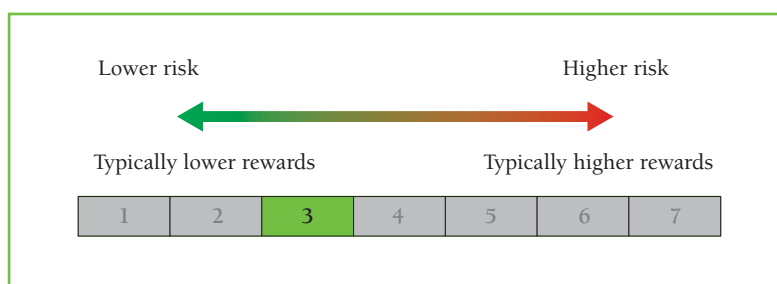 Lower risk Higher risk
Typically lower rewards Typically higher rewards
1 2 3 4 5 6 7